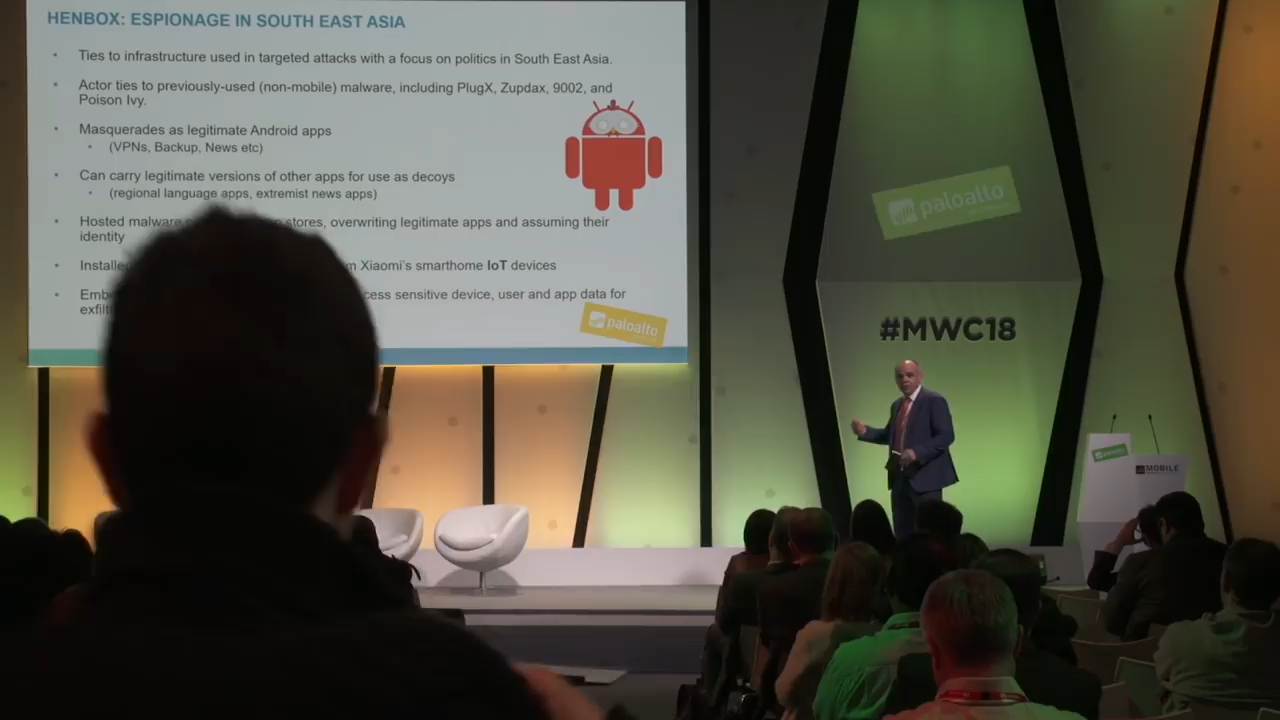 HENBOX: ESPIONAGE IN SOUTH EAST ASIA
• Ties to infrastructure used in targeted attacks with a focus on politics in South East Asia.
• Actor ties to previously-used (non-mobile) malware, including PlugX, Zupdax, 9002, and
Poison Ivy.
• Masquerades as legitimate Android apps
• (VPNs, Backup, News etc)
• Can carry legitimate versions of other apps for use as decoys
• (regional language apps, extremist news apps)
• Hosted malware stores, overwriting legitimate apps and assuming their
identity
• Xiaomi's smarthome IoT devices
• sensitive device, user and app data for
paloalto
paloalto
#MWC18
MOBILE